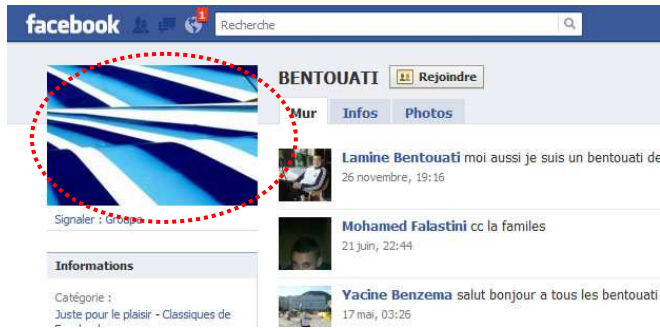 facebook 1 Recherche
BENTOUATI Rejoindre
Mur Infos Photos
Lamine Bentouati moi aussi je suis un bentouati de
26 novembre, 19:16
Mohamed Falastini cc la familes
21 juin, 22:44
Yacine Benzema salut bonjour a tous les bentouati
17 mai, 03:26
Signaler : Groupe
Informations
Catégorie :
Juste pour le plaisir - Classiques de